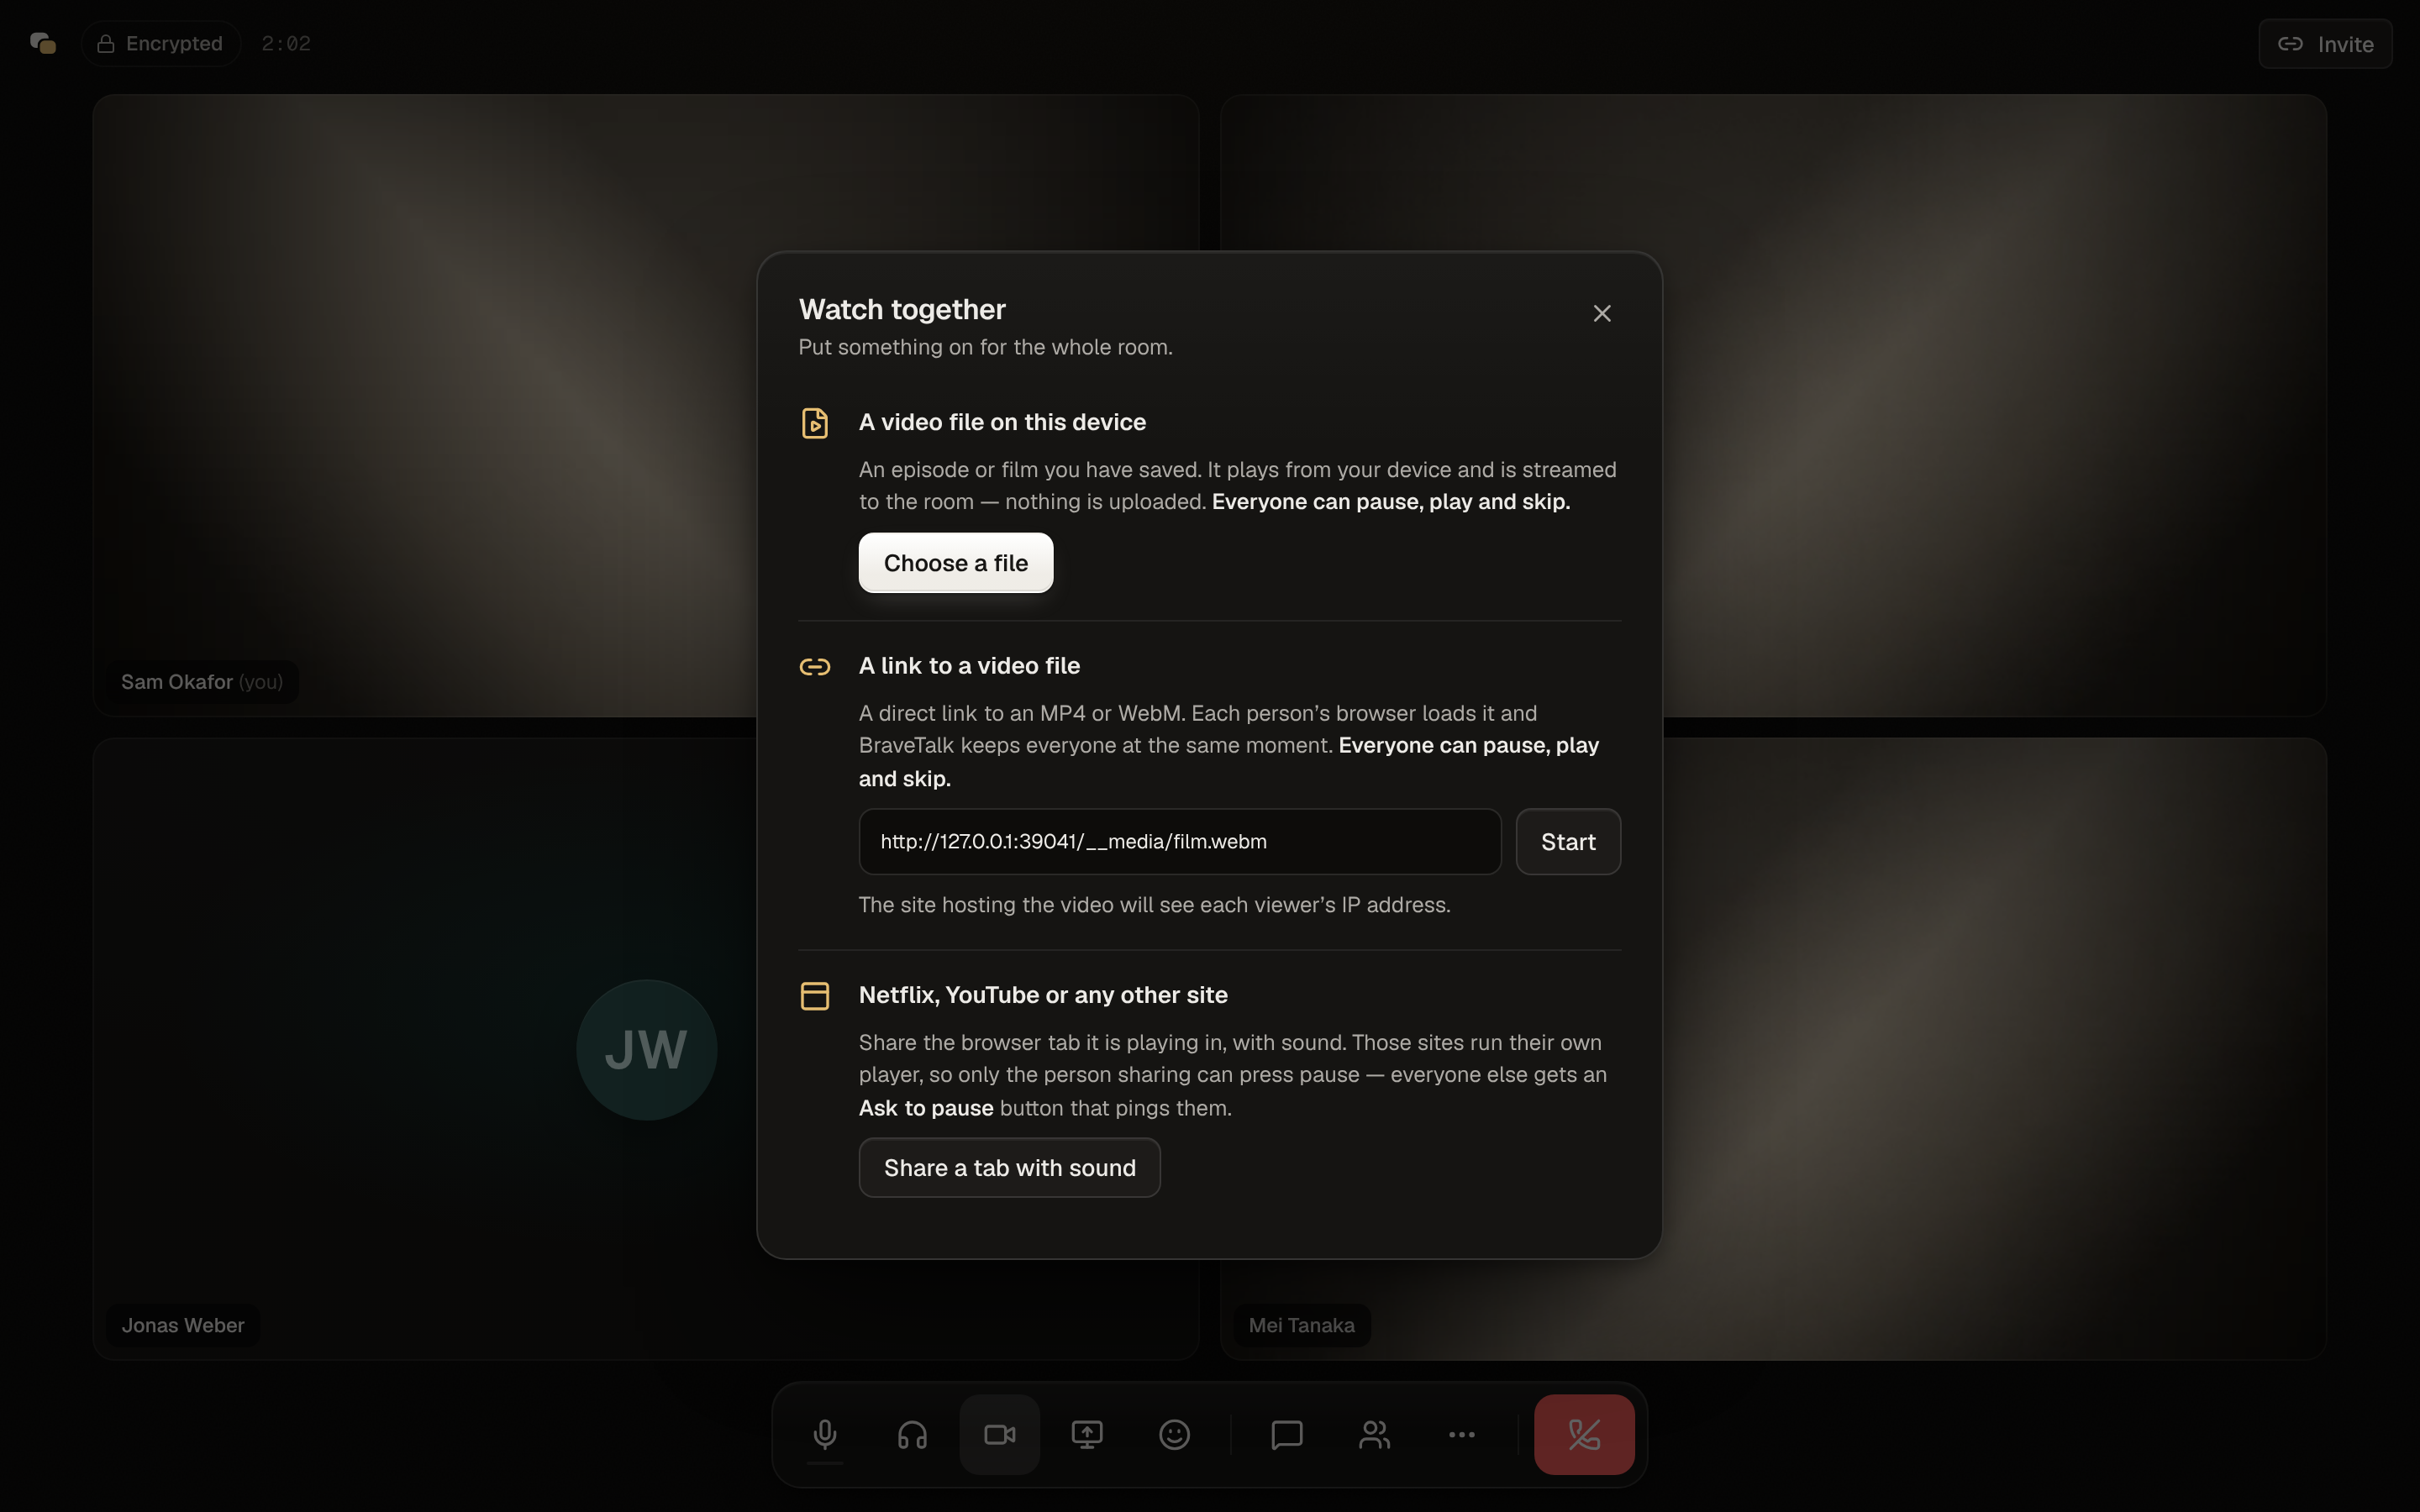 Encrypted 2:02
Invite
Watch together
Put something on for the whole room.
A video file on this device
An episode or film you have saved. It plays from your device and is streamed
to the room — nothing is uploaded. Everyone can pause, play and skip.
Choose a file
A link to a video file
A direct link to an MP4 or WebM. Each person’s browser loads it and
BraveTalk keeps everyone at the same moment. Everyone can pause, play
and skip.
http://127.0.0.1:39041/__media/film.webm
Start
The site hosting the video will see each viewer’s IP address.
Netflix, YouTube or any other site
Share the browser tab it is playing in, with sound. Those sites run their own
player, so only the person sharing can press pause — everyone else gets an
Ask to pause button that pings them.
Share a tab with sound
Sam Okafor (you)
JW
Jonas Weber
Mei Tanaka